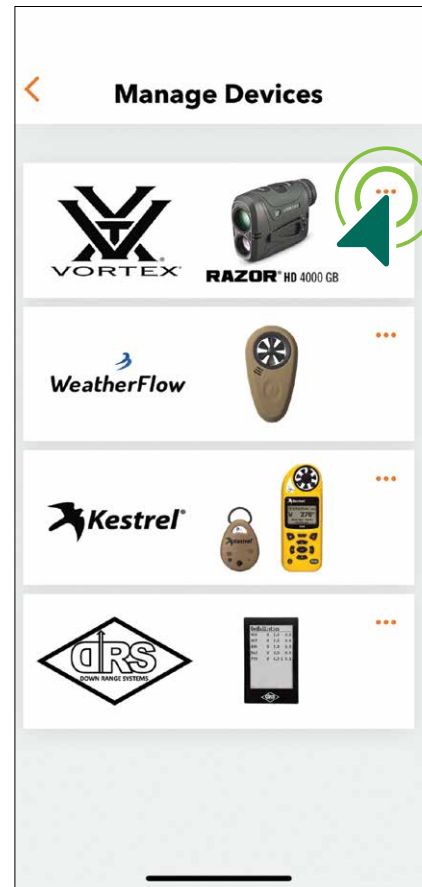 Manage Devices
VORTEX®
RAZOR® HD 4000 GB
WeatherFlow
Kestrel®
DRS
DOWN RANGE SYSTEMS